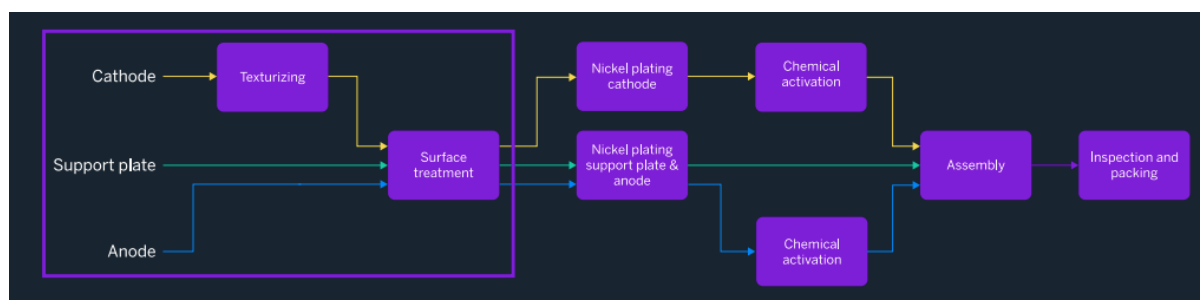 Cathode
Texturizing
Nickel plating
cathode
Chemical
activation
Support plate
Surface
treatment
Nickel plating
support plate &
anode
Assembly
Inspection and
packing
Anode
Chemical
activation